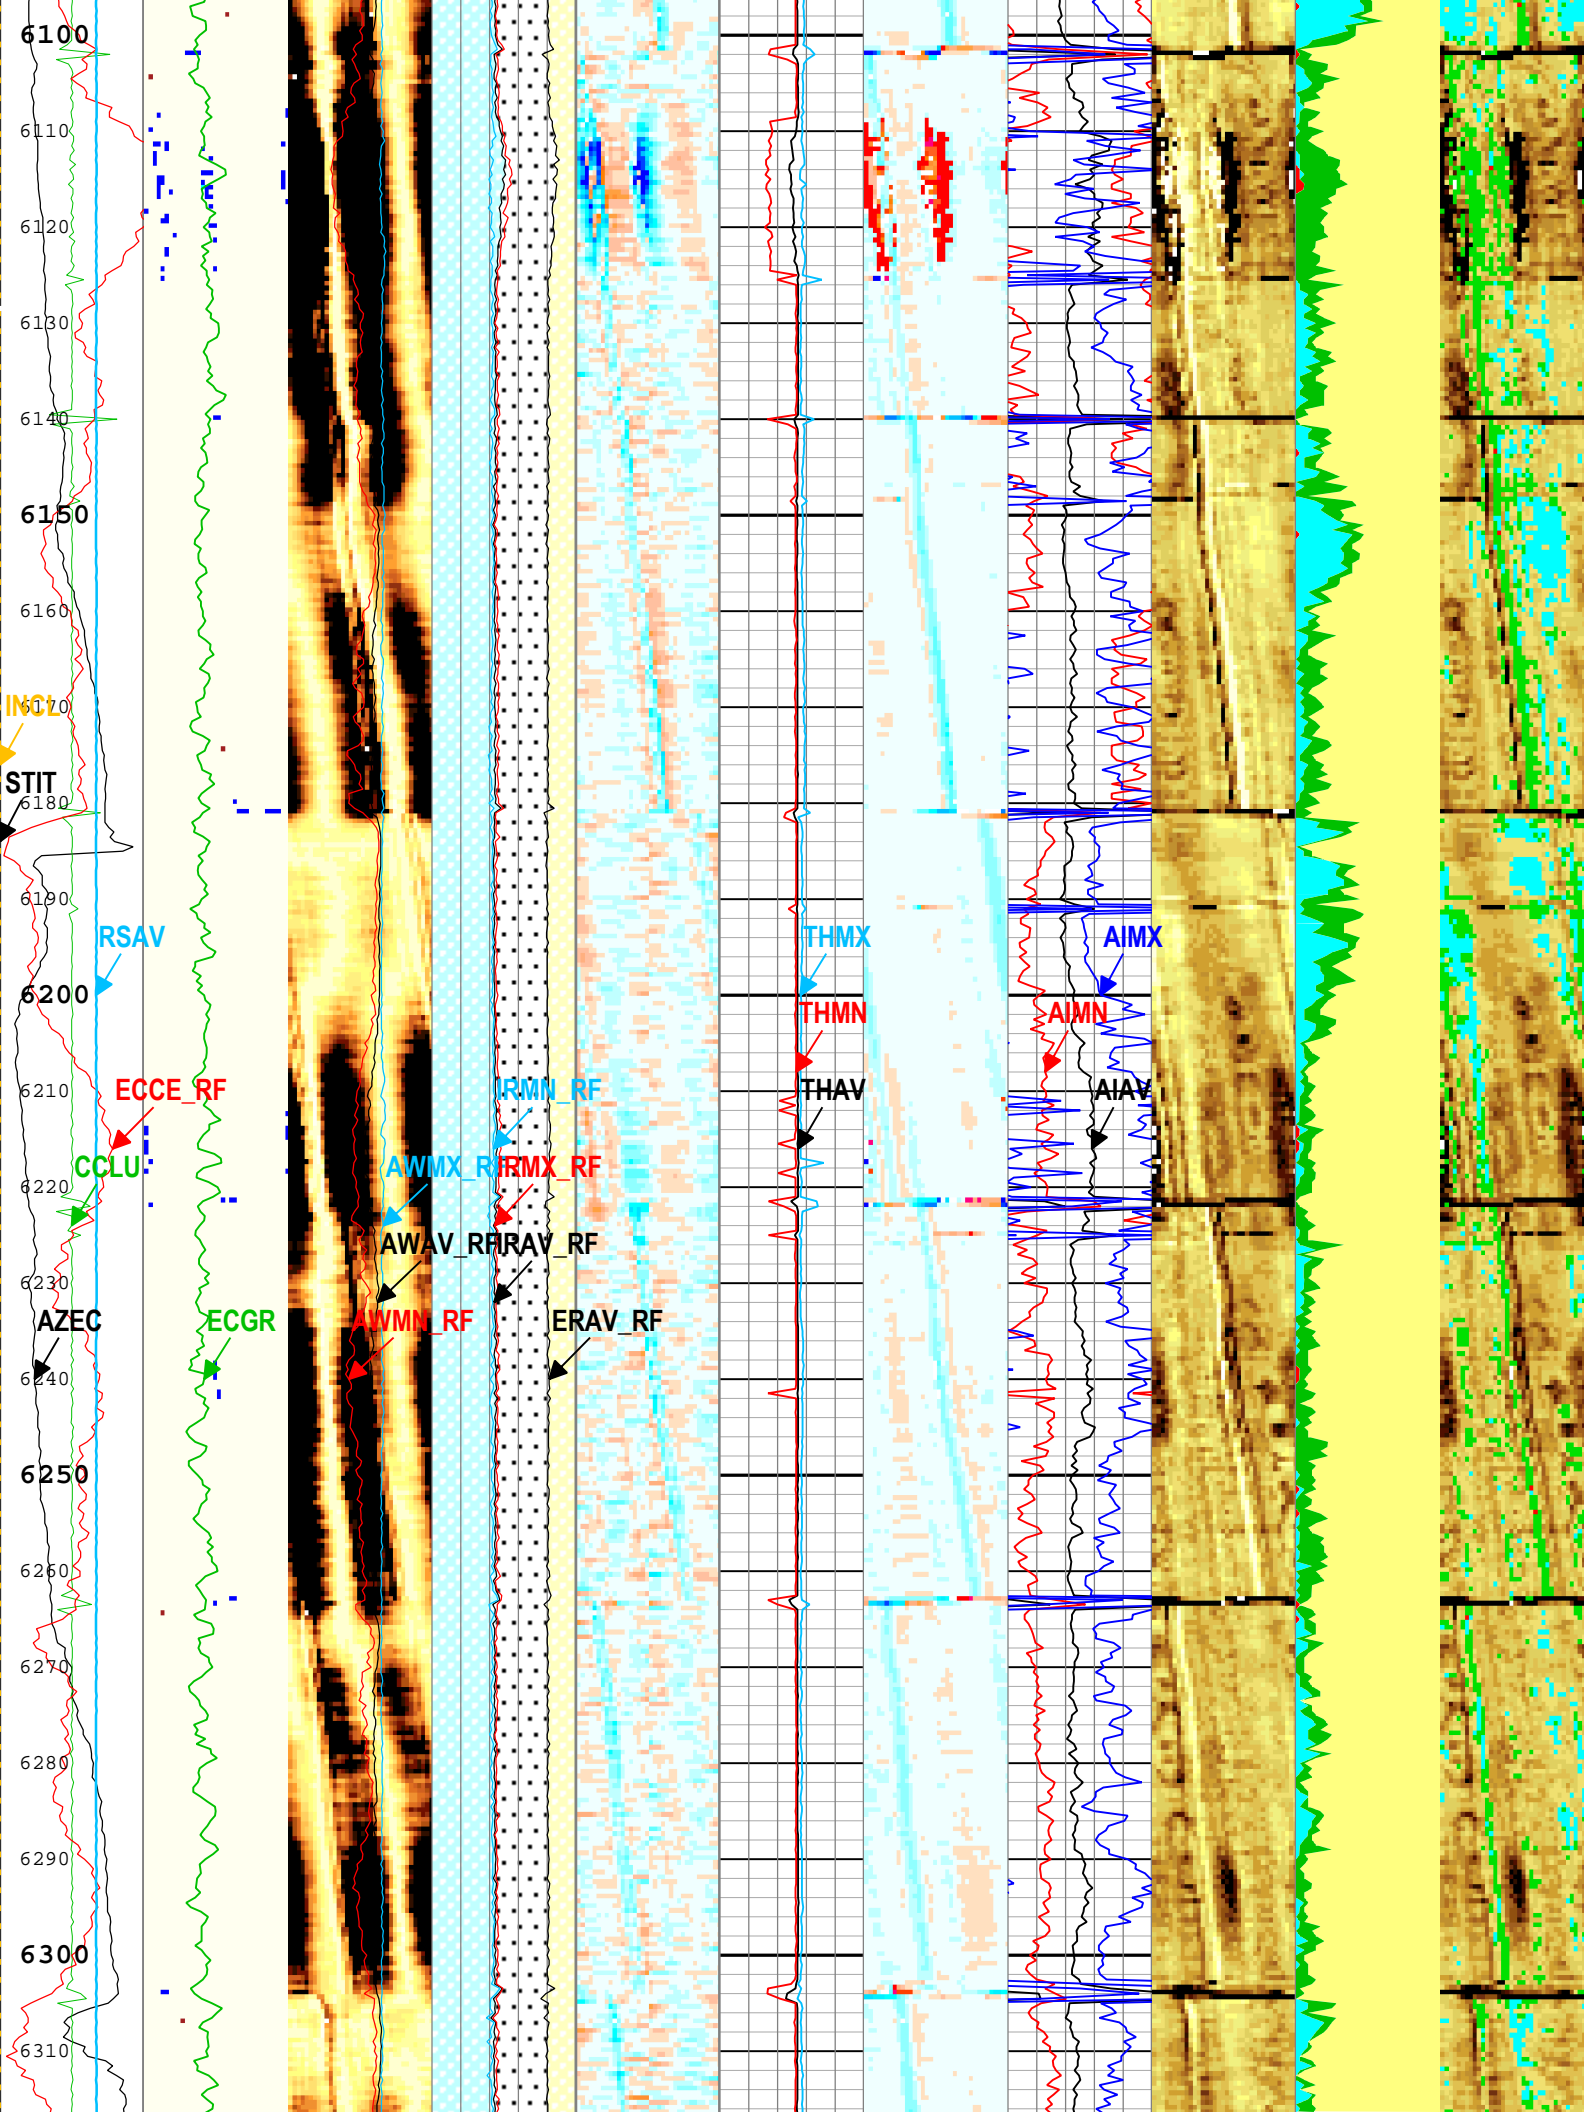 6100
6110
6120
6130
6140
6150
6160
INCL 6170
STIT
6180
6190
RSAV THMX AIMX
6200
THMN AIMN
6210 ECCE_RF IRMN_RF THAV AIAV
CCLU AWMX_RF IRMX_RF
6220
AWAV_RF IRAV_RF
6230
AZEC ECGR AWMN_RF ERAV_RF
6240
6250
6260
6270
6280
6290
6300
6310